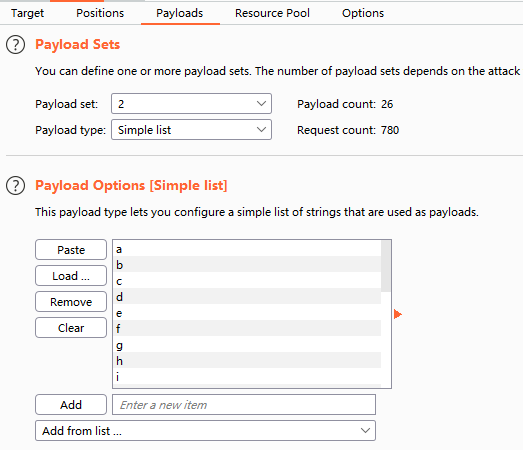 Target Positions Payloads Resource Pool Options
? Payload Sets
You can define one or more payload sets. The number of payload sets depends on the attack
Payload set: 2 Payload count: 26
Payload type: Simple list Request count: 780
? Payload Options [Simple list]
This payload type lets you configure a simple list of strings that are used as payloads.
Paste
Load ...
Remove
Clear
a
b
c
d
e
f
g
h
i
Add Enter a new item
Add from list ...